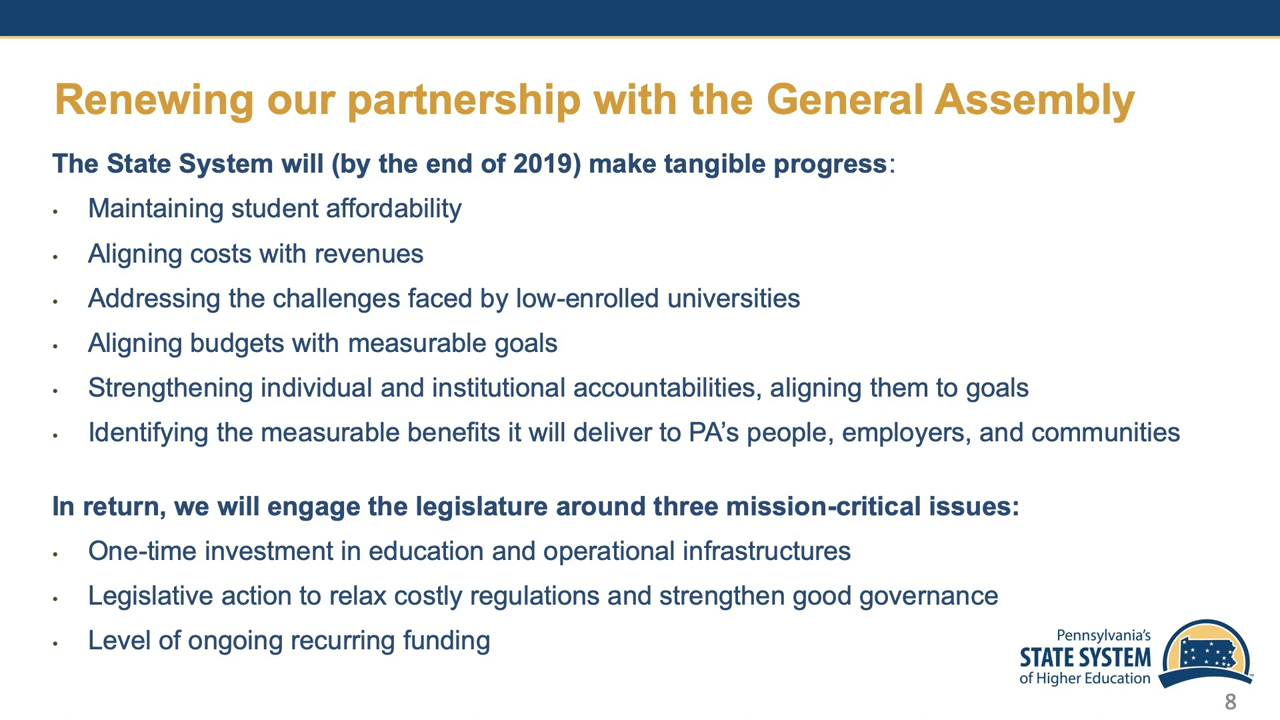 Renewing our partnership with the General Assembly
The State System will (by the end of 2019) make tangible progress:
• Maintaining student affordability
• Aligning costs with revenues
• Addressing the challenges faced by low-enrolled universities
• Aligning budgets with measurable goals
• Strengthening individual and institutional accountabilities, aligning them to goals
• Identifying the measurable benefits it will deliver to PA’s people, employers, and communities
In return, we will engage the legislature around three mission-critical issues:
• One-time investment in education and operational infrastructures
• Legislative action to relax costly regulations and strengthen good governance
• Level of ongoing recurring funding
Pennsylvania’s
STATE SYSTEM
of Higher Education
8